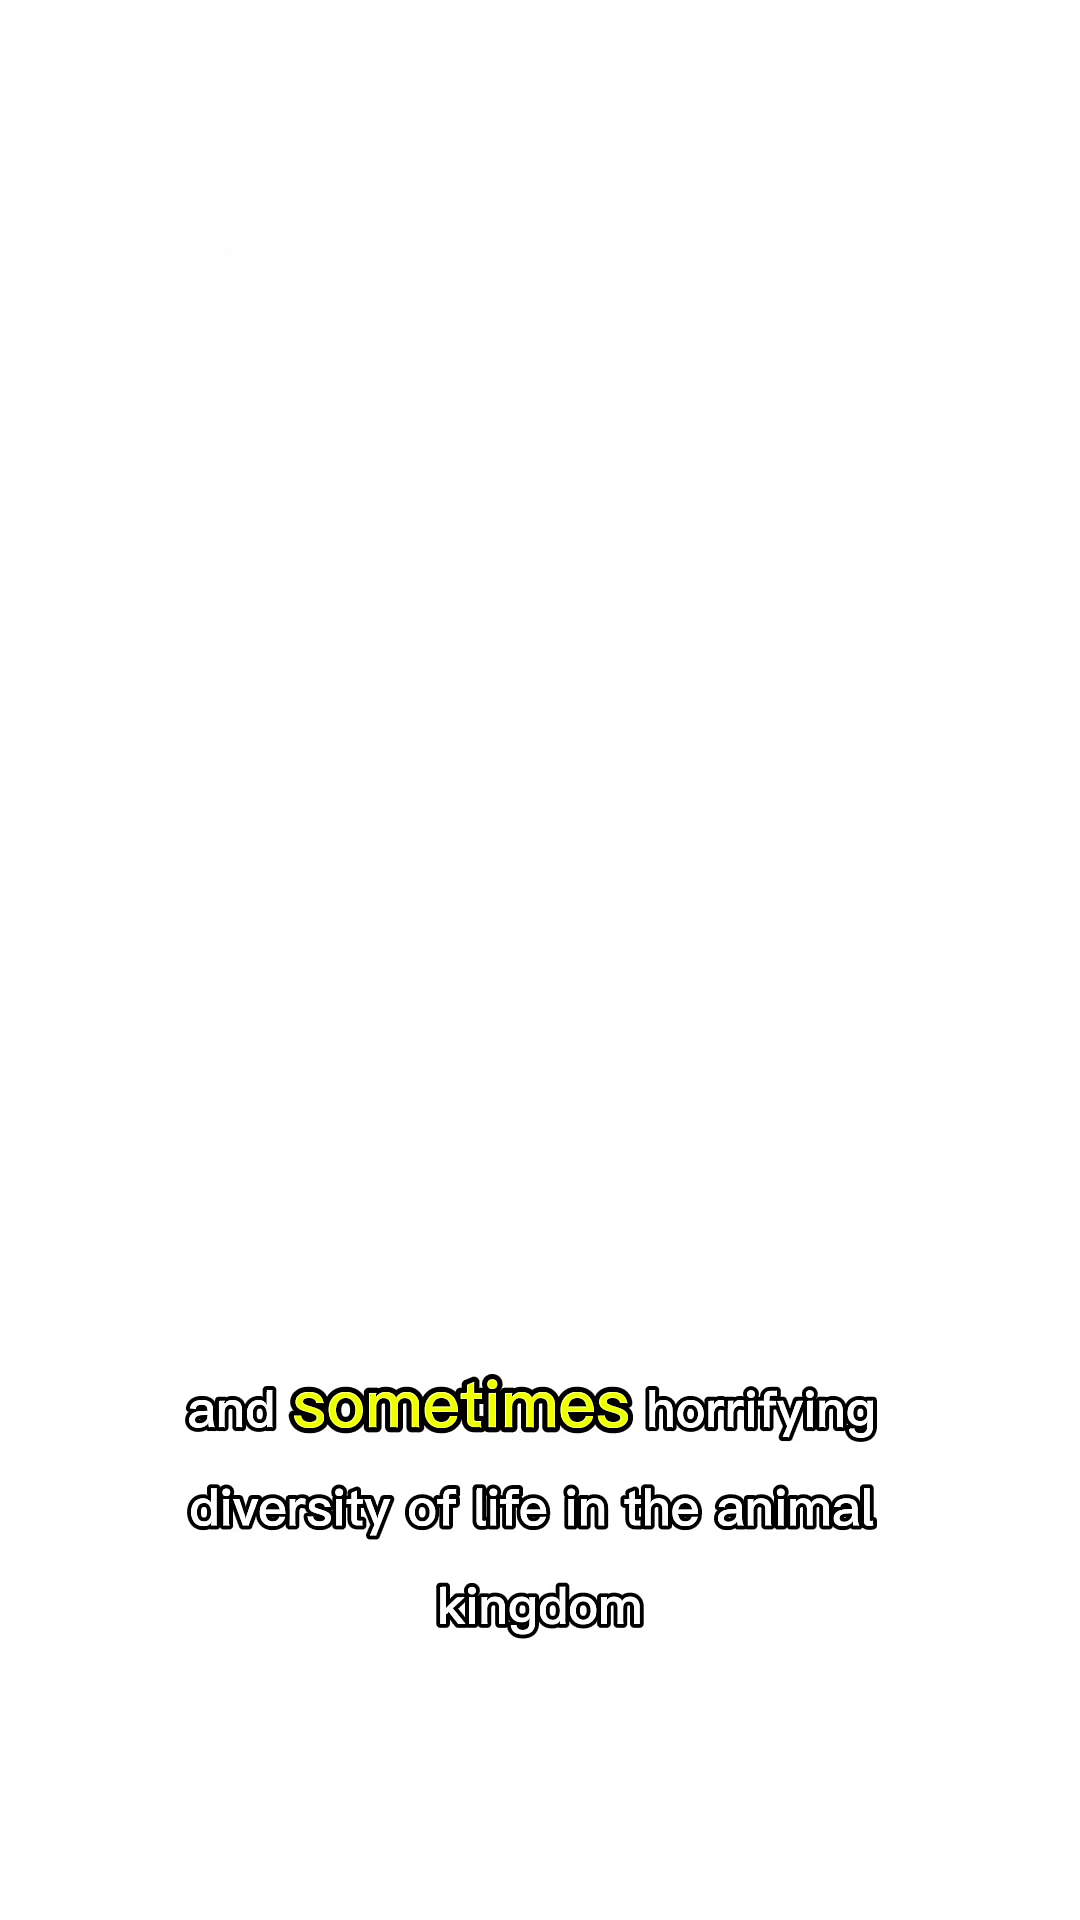 and sometimes horrifying
diversity of life in the animal
kingdom